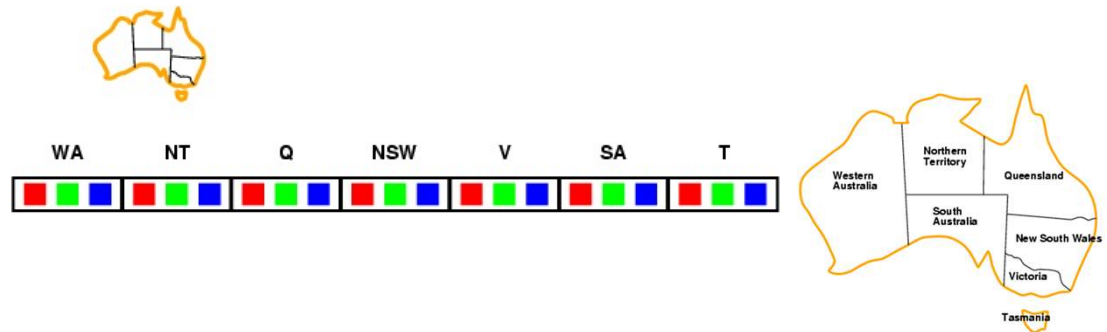 WA NT Q NSW V SA T
Northern
Territory
Western
Australia
Queensland
South
Australia
New South Wales
Victoria
Tasmania